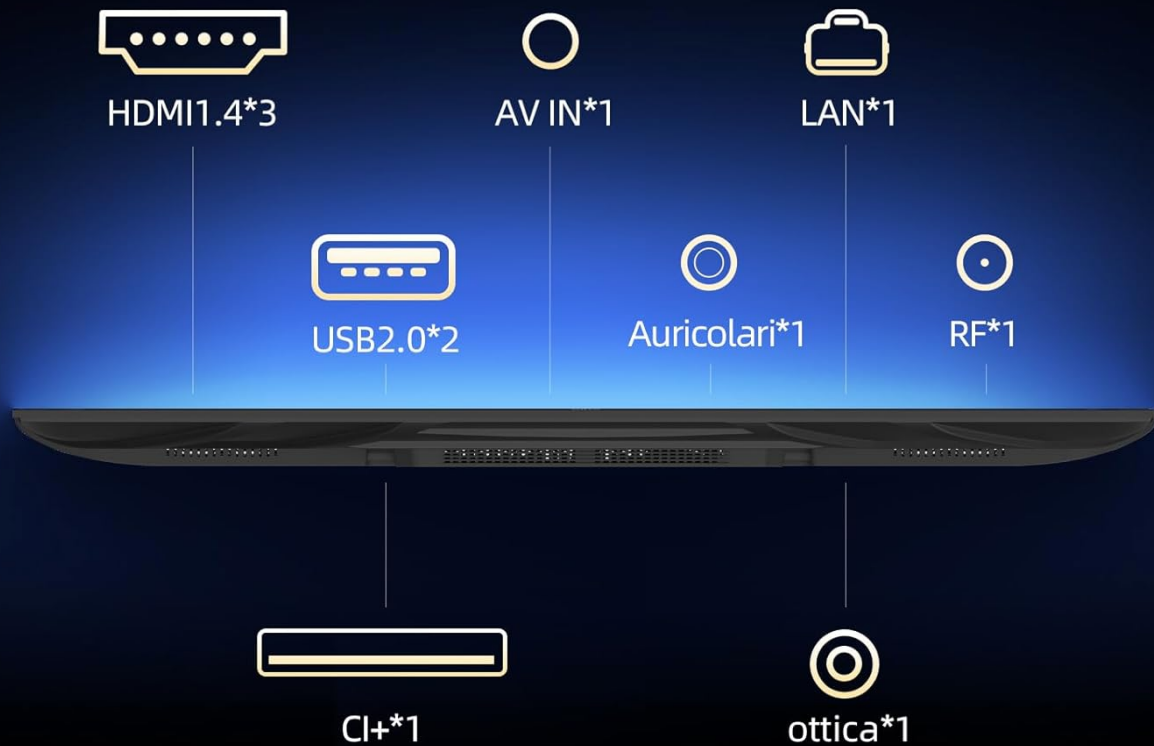 HDMI1.4*3
AV IN*1
LAN*1
USB2.0*2
Auricolari*1
RF*1
CI+*1
ottica*1